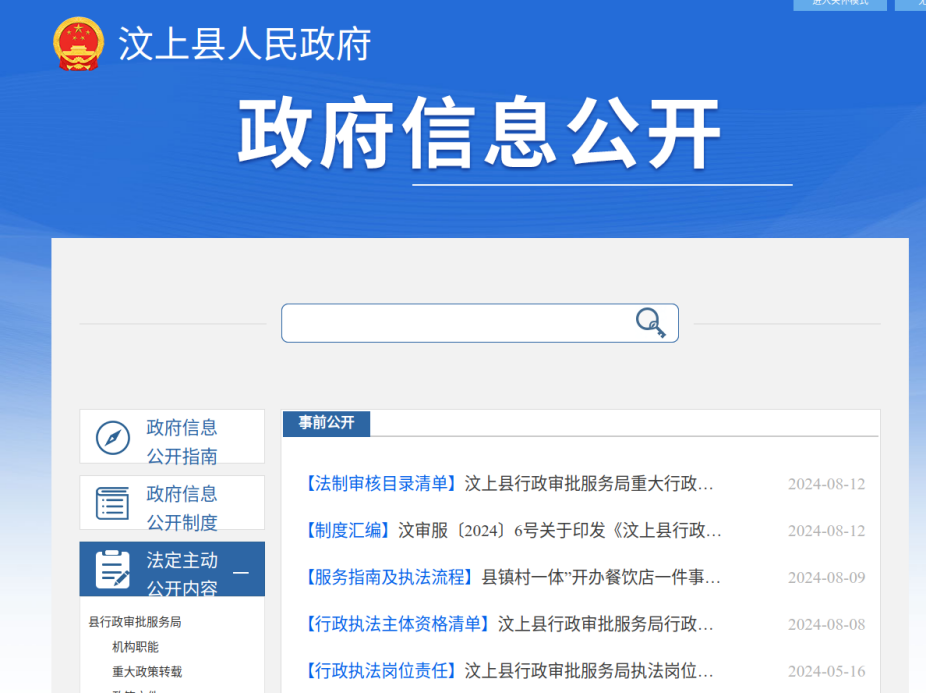 进入关怀模式
汶上县人民政府
政府信息公开
政府信息
公开指南
政府信息
公开制度
法定主动
公开内容
县行政审批服务局
机构职能
重大政策转载
事前公开
【法制审核目录清单】汶上县行政审批服务局重大行政… 2024-08-12
【制度汇编】汶审服〔2024〕6号关于印发《汶上县行政… 2024-08-12
【服务指南及执法流程】县镇村一体”开办餐饮店一件事… 2024-08-09
【行政执法主体资格清单】汶上县行政审批服务局行政… 2024-08-08
【行政执法岗位责任】汶上县行政审批服务局执法岗位… 2024-05-16